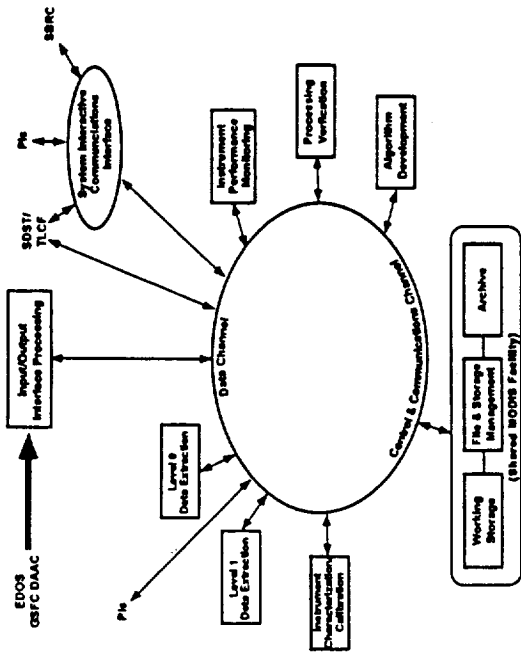 EDOS
GSFC DAAC
Input/Output
Interface Processing
SDST/
TLCF
PIs
SBRC
System Interactive
Communciations
Interface
PIs
Level 0
Data Extraction
Level 1
Data Extraction
Data Channel
Instrument
Performance
Monitoring
Processing
Verification
Algorithm
Development
Instrument
Characterization
Calibration
Control & Communications Channel
Working
Storage
File & Storage
Management
Archive
(Shared MODIS Facility)